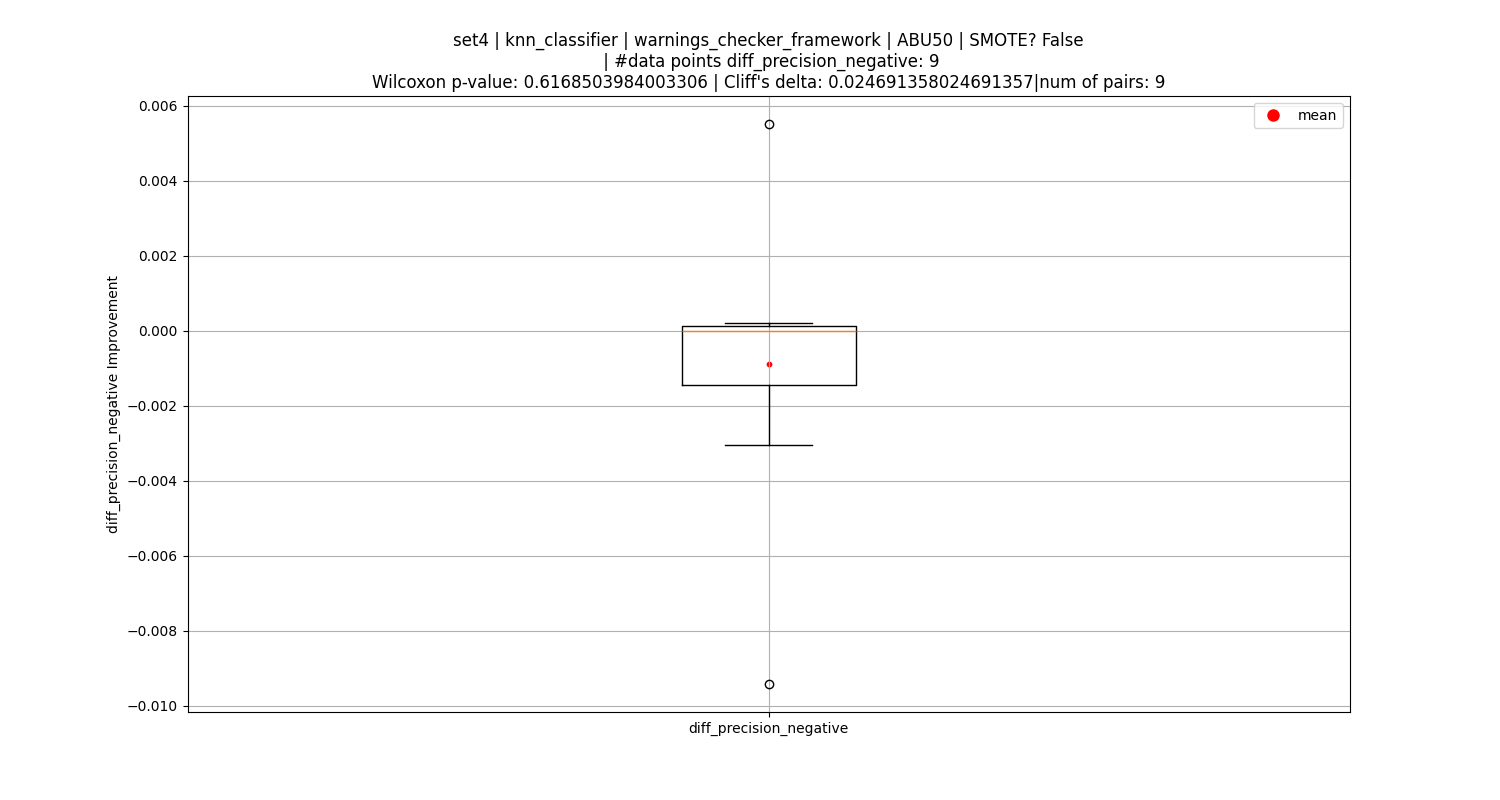 set4 | knn_classifier | warnings_checker_framework | ABU50 | SMOTE? False
| #data points diff_precision_negative: 9
Wilcoxon p-value: 0.6168503984003306 | Cliff's delta: 0.024691358024691357|num of pairs: 9
mean
0.006
0.004
0.002
0.000
−0.002
−0.004
−0.006
−0.008
−0.010
diff_precision_negative Improvement
diff_precision_negative